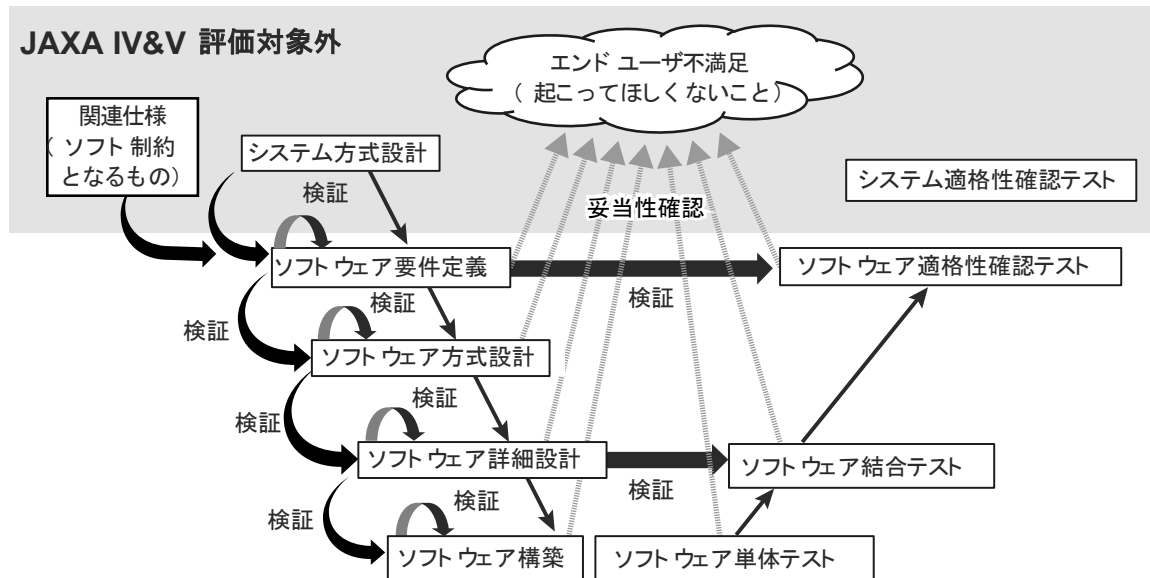 JAXA IV&V 評価対象外
エンドユーザ不満足
(起こってほしくないこと)
関連仕様
(ソフト制約
となるもの)
システム方式設計
検証
システム適格性確認テスト
妥当性確認
ソフトウェア要件定義
ソフトウェア適格性確認テスト
検証
検証
検証
ソフトウェア方式設計
検証
検証
ソフトウェア詳細設計
ソフトウェア結合テスト
検証
検証
検証
ソフトウェア構築
ソフトウェア単体テスト